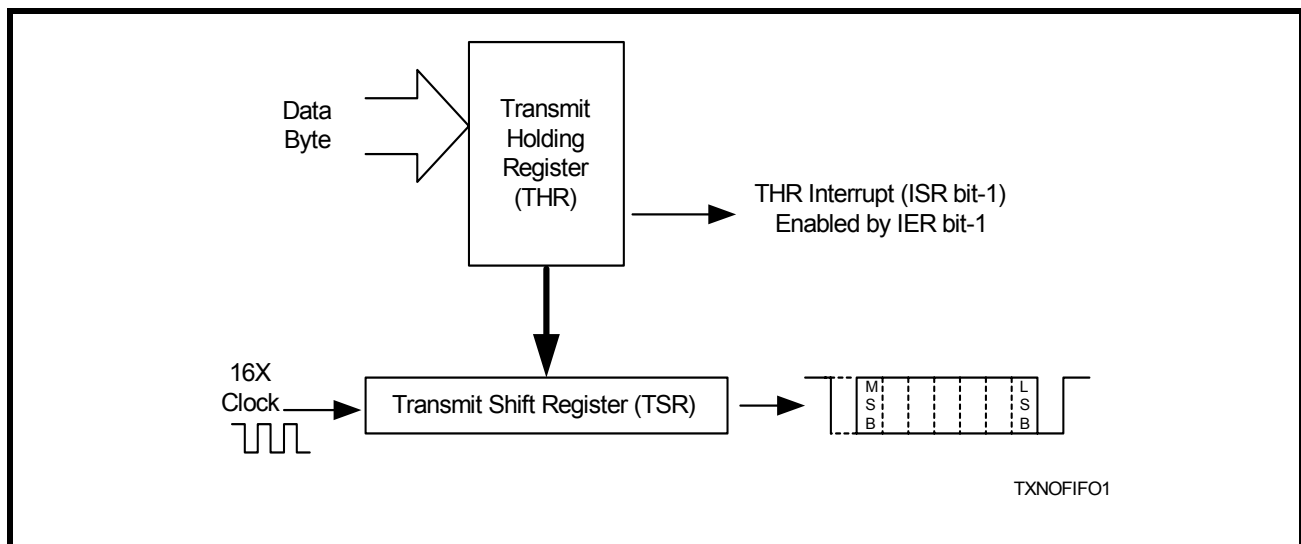 Data
Byte
Transmit
Holding
Register
(THR)
THR Interrupt (ISR bit-1)
Enabled by IER bit-1
16X
Clock
Transmit Shift Register (TSR)
M
S
B
L
S
B
TXNOFIFO1